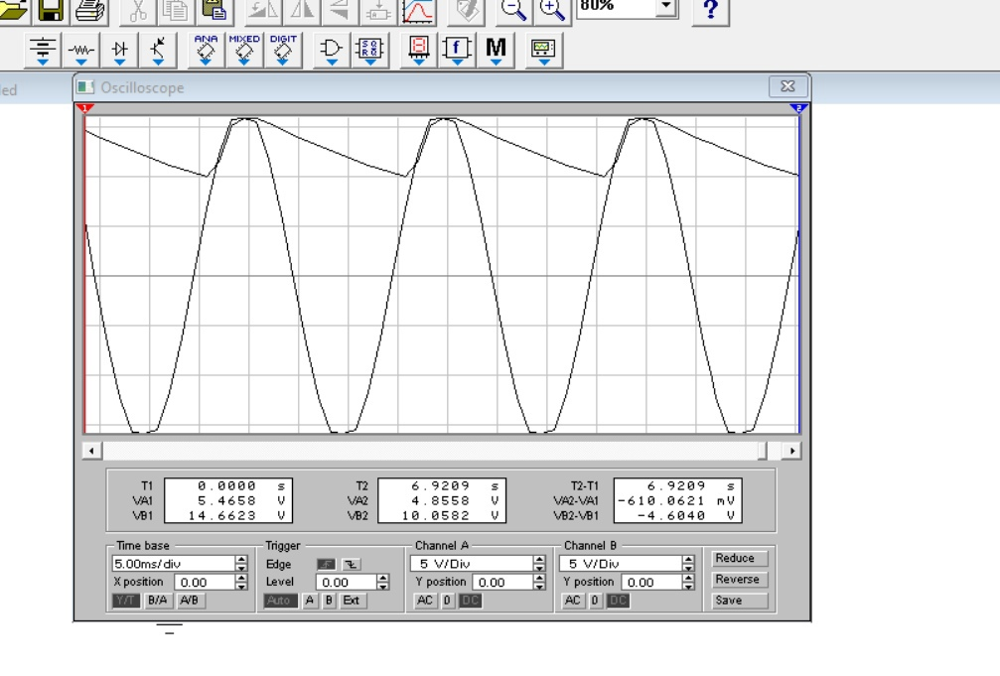 80%
?
ANA MIXED DIGIT
M
led
Oscilloscope
1 2
T1 0.0000 s T2 6.9209 s T2-T1 6.9209 s
VA1 5.4658 V VA2 4.8558 V VA2-VA1 -610.0621 mV
VB1 14.6623 V VB2 10.0582 V VB2-VB1 -4.6040 V
Time base Trigger Channel A Channel B
5.00ms/div Edge 5 V/Div 5 V/Div Reduce
X position 0.00 Level 0.00 Y position 0.00 Y position 0.00 Reverse
Y/T B/A A/B Auto A B Ext AC 0 DC AC 0 DC Save